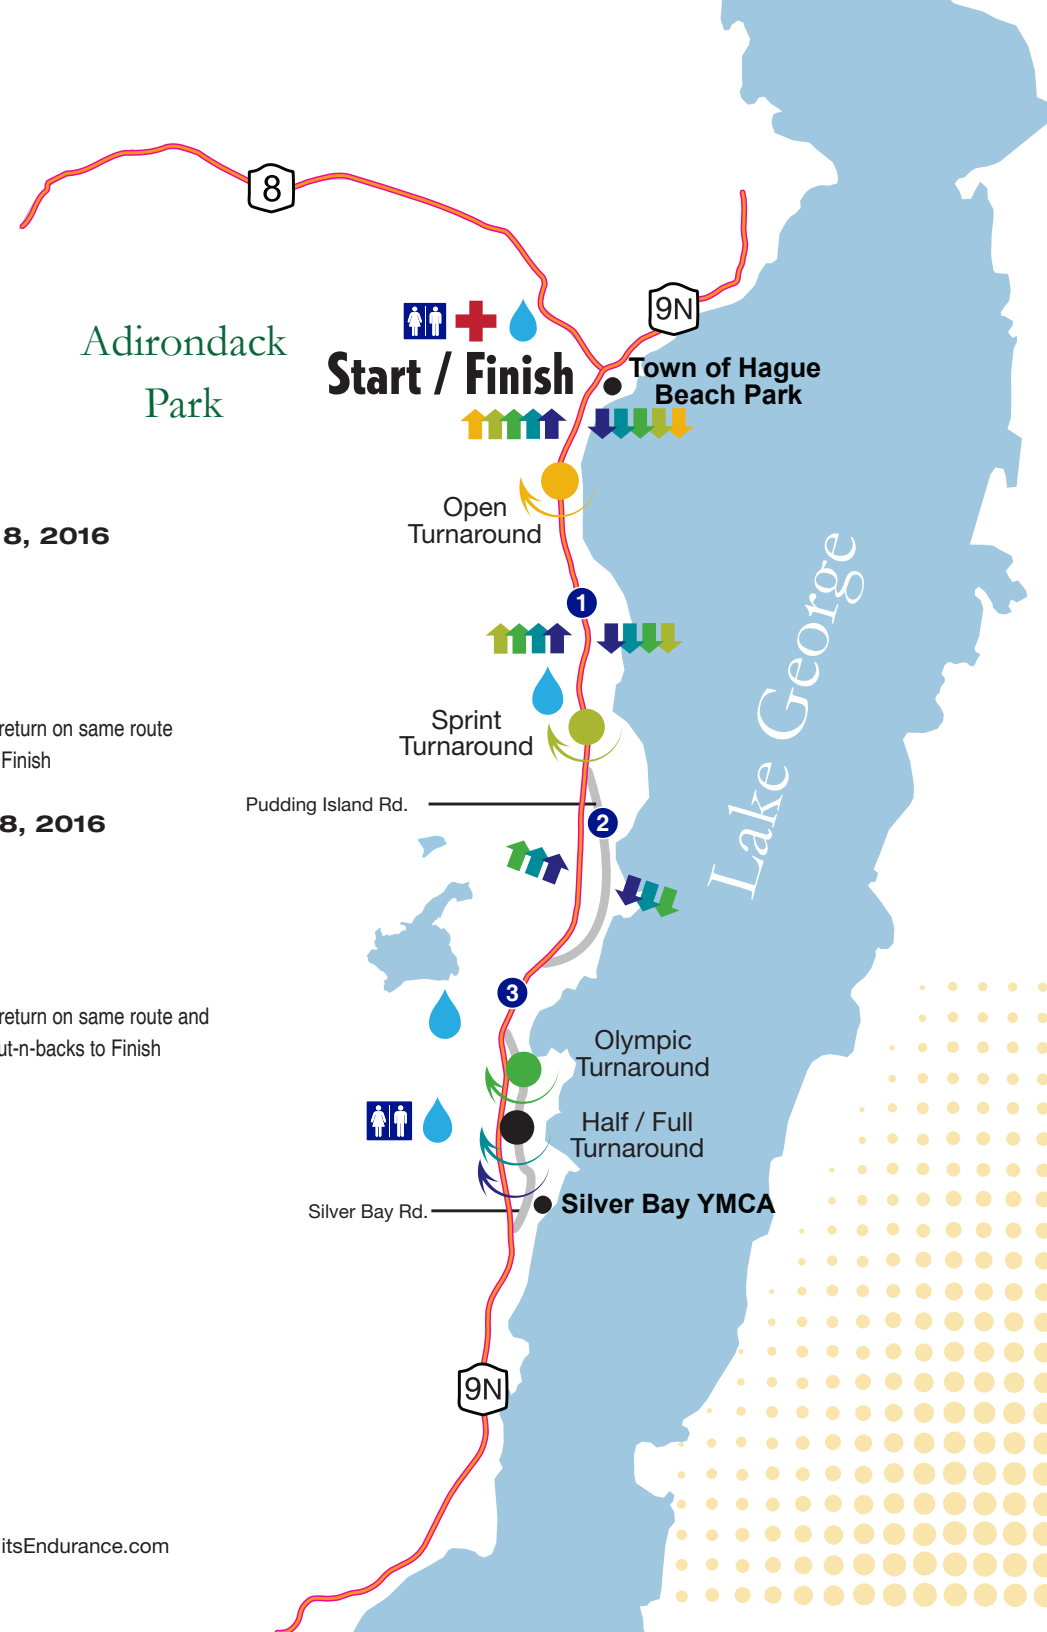 8
9N
Adirondack
Park
Start / Finish
Town of Hague
Beach Park
Open
Turnaround
8, 2016
1
Sprint
Turnaround
return on same route
Finish
Pudding Island Rd.
2
8, 2016
Lake George
3
return on same route and
ut-n-backs to Finish
Olympic
Turnaround
Half / Full
Turnaround
Silver Bay YMCA
Silver Bay Rd.
9N
itsEndurance.com